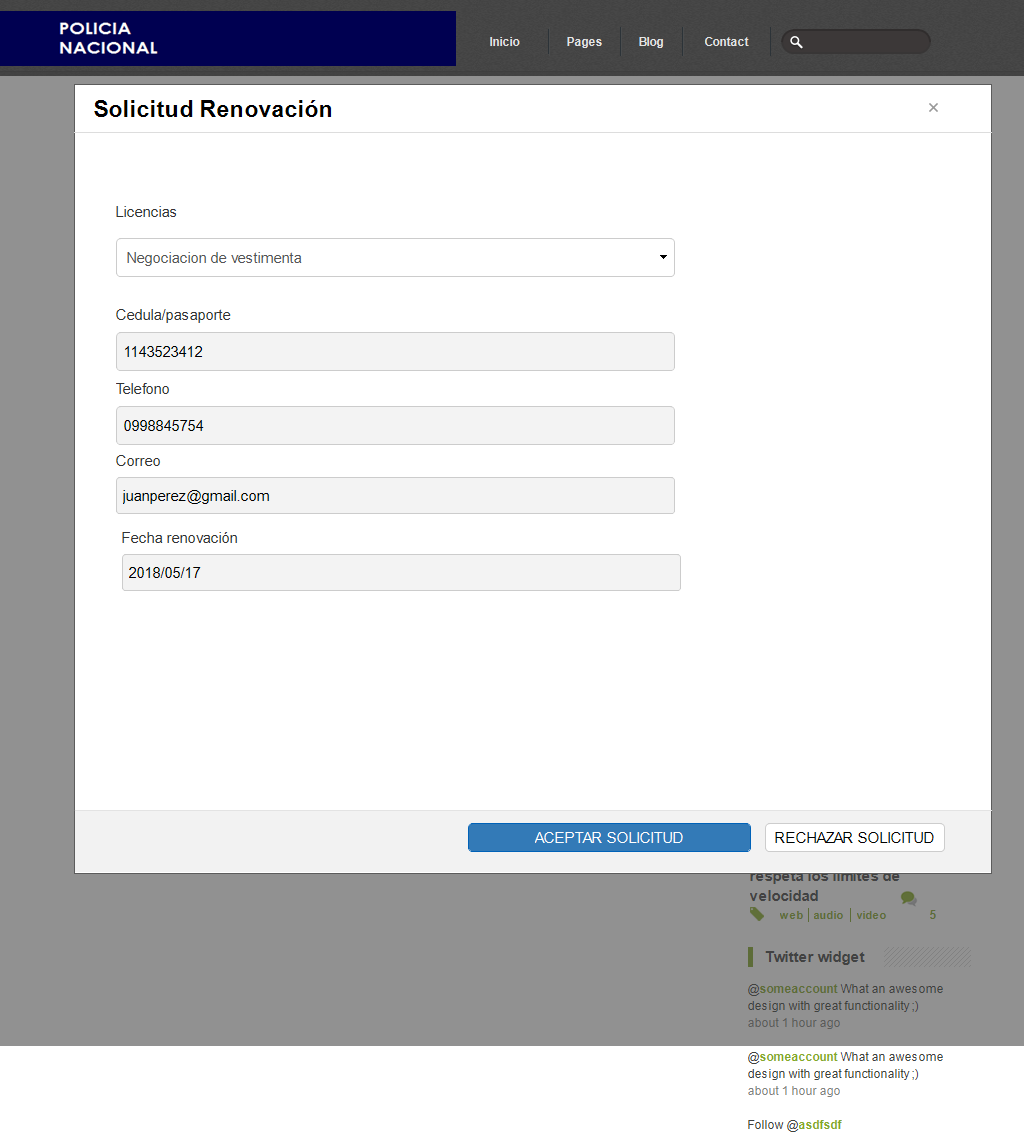 POLICIA
NACIONAL
Inicio
Pages
Blog
Contact
Solicitud Renovación
×
Licencias
Negociacion de vestimenta
Cedula/pasaporte
1143523412
Telefono
0998845754
Correo
juanperez@gmail.com
Fecha renovación
2018/05/17
ACEPTAR SOLICITUD
RECHAZAR SOLICITUD
respeta los limites de
velocidad
web | audio | video 5
Twitter widget
@someaccount What an awesome
design with great functionality ;)
about 1 hour ago
@someaccount What an awesome
design with great functionality ;)
about 1 hour ago
Follow @asdfsdf